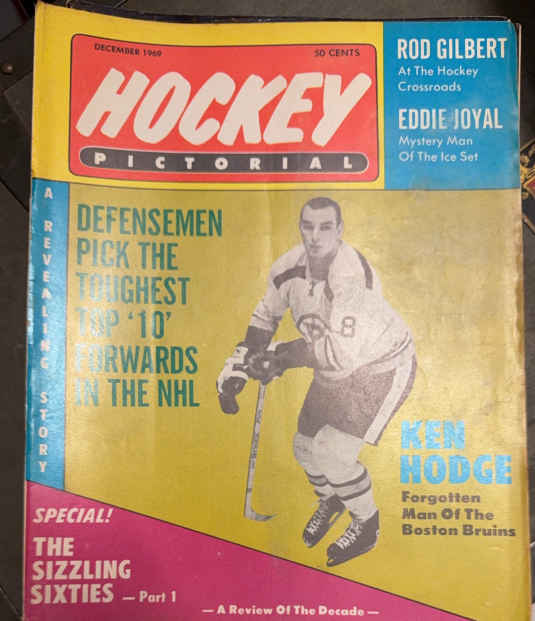 DECEMBER 1969
50 CENTS
HOCKEY
PICTORIAL
ROD GILBERT
At The Hockey
Crossroads
EDDIE JOYAL
Mystery Man
Of The Ice Set
A REVEALING STORY
DEFENSEMEN
PICK THE
TOUGHEST
TOP ‘10’
FORWARDS
IN THE NHL
8
KEN
HODGE
Forgotten
Man Of The
Boston Bruins
SPECIAL!
THE
SIZZLING
SIXTIES — Part 1
— A Review Of The Decade —